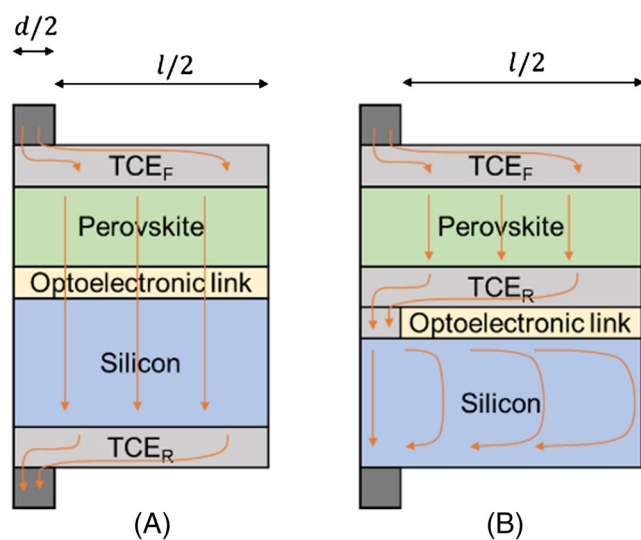 d/2
l/2
TCE_F
Perovskite
Optoelectronic link
Silicon
TCE_R
(A)
l/2
TCE_F
Perovskite
TCE_R
Optoelectronic link
Silicon
(B)